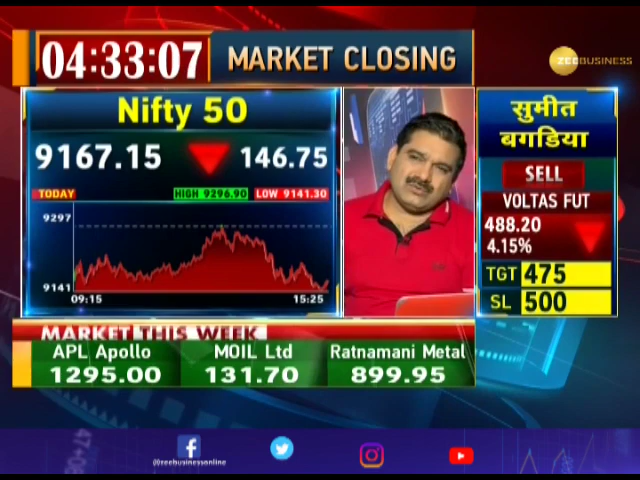 04:33:07 MARKET CLOSING
ZEEBUSINESS
Nifty 50
9167.15 146.75
TODAY HIGH 9296.90 LOW 9141.30
9297
9141
09:15 15:25
सुमीत
बगडिया
SELL
VOLTAS FUT
488.20
4.15%
TGT 475
SL 500
MARKET THIS WEEK
APL Apollo MOIL Ltd Ratnamani Metal
1295.00 131.70 899.95
@zeebusinessonline